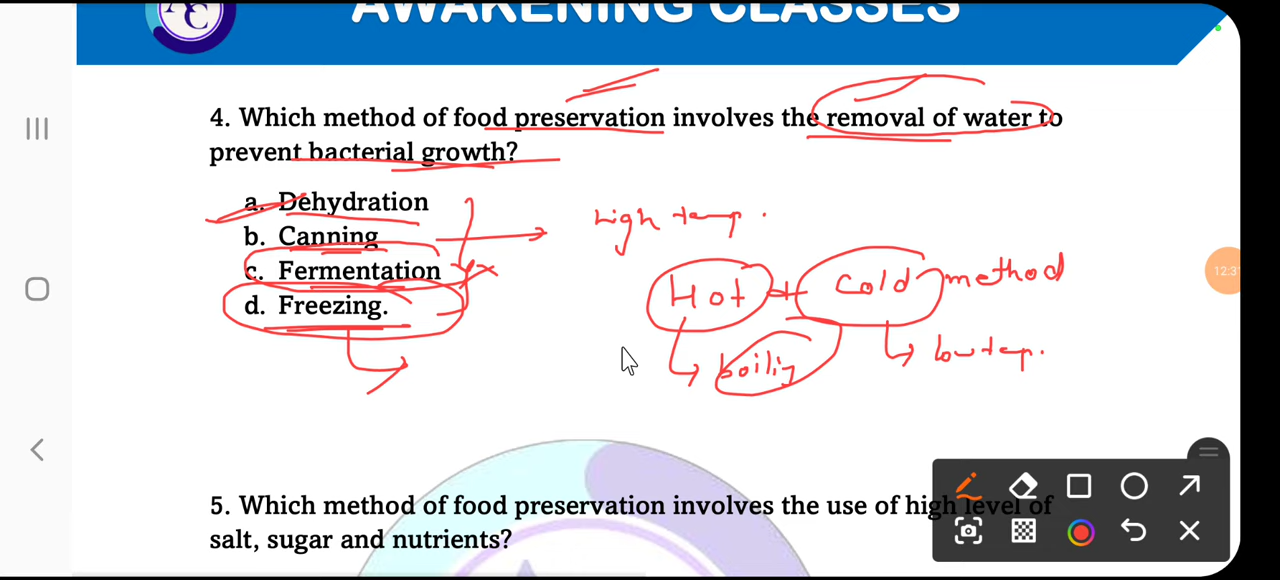 AWAKENING CLASSES
4. Which method of food preservation involves the removal of water to
prevent bacterial growth?
a. Dehydration
b. Canning
c. Fermentation
d. Freezing.
high temp.
Hot + Cold method
boiling
low temp.
5. Which method of food preservation involves the use of high level of
salt, sugar and nutrients?